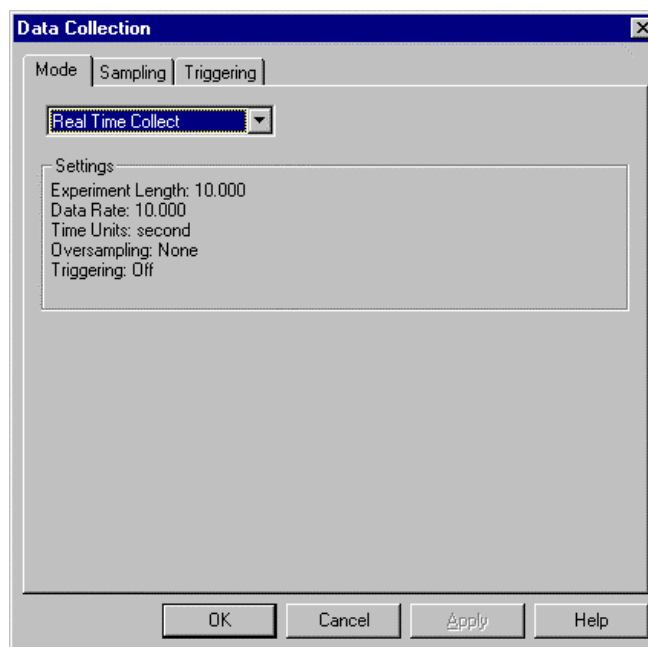 Data Collection
Mode Sampling Triggering
Real Time Collect
Settings
Experiment Length: 10.000
Data Rate: 10.000
Time Units: second
Oversampling: None
Triggering: Off
OK Cancel Apply Help